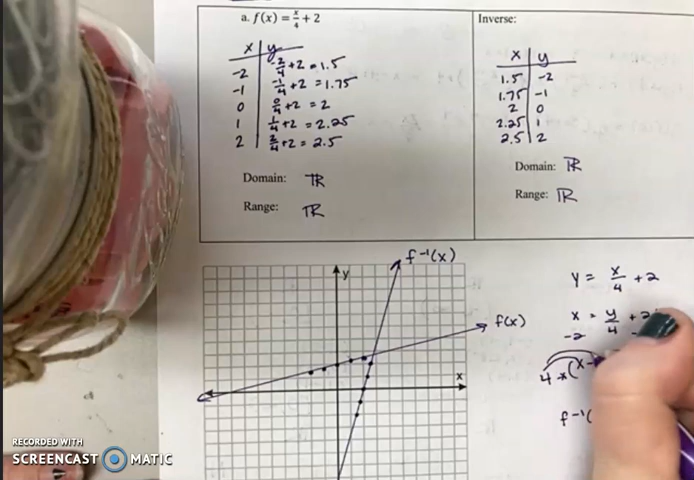 a. f(x) = x/4 + 2
x y
-2 -2/4 + 2 = 1.5
-1 -1/4 + 2 = 1.75
0 0/4 + 2 = 2
1 1/4 + 2 = 2.25
2 2/4 + 2 = 2.5
Domain: ℝ
Range: ℝ
Inverse:
x y
1.5 -2
1.75 -1
2 0
2.25 1
2.5 2
Domain: ℝ
Range: ℝ
f⁻¹(x)
y
f(x)
x
y = x/4 + 2
x = y/4 + 2
-2 -
4 * (x -
f⁻¹(
RECORDED WITH
SCREENCAST MATIC